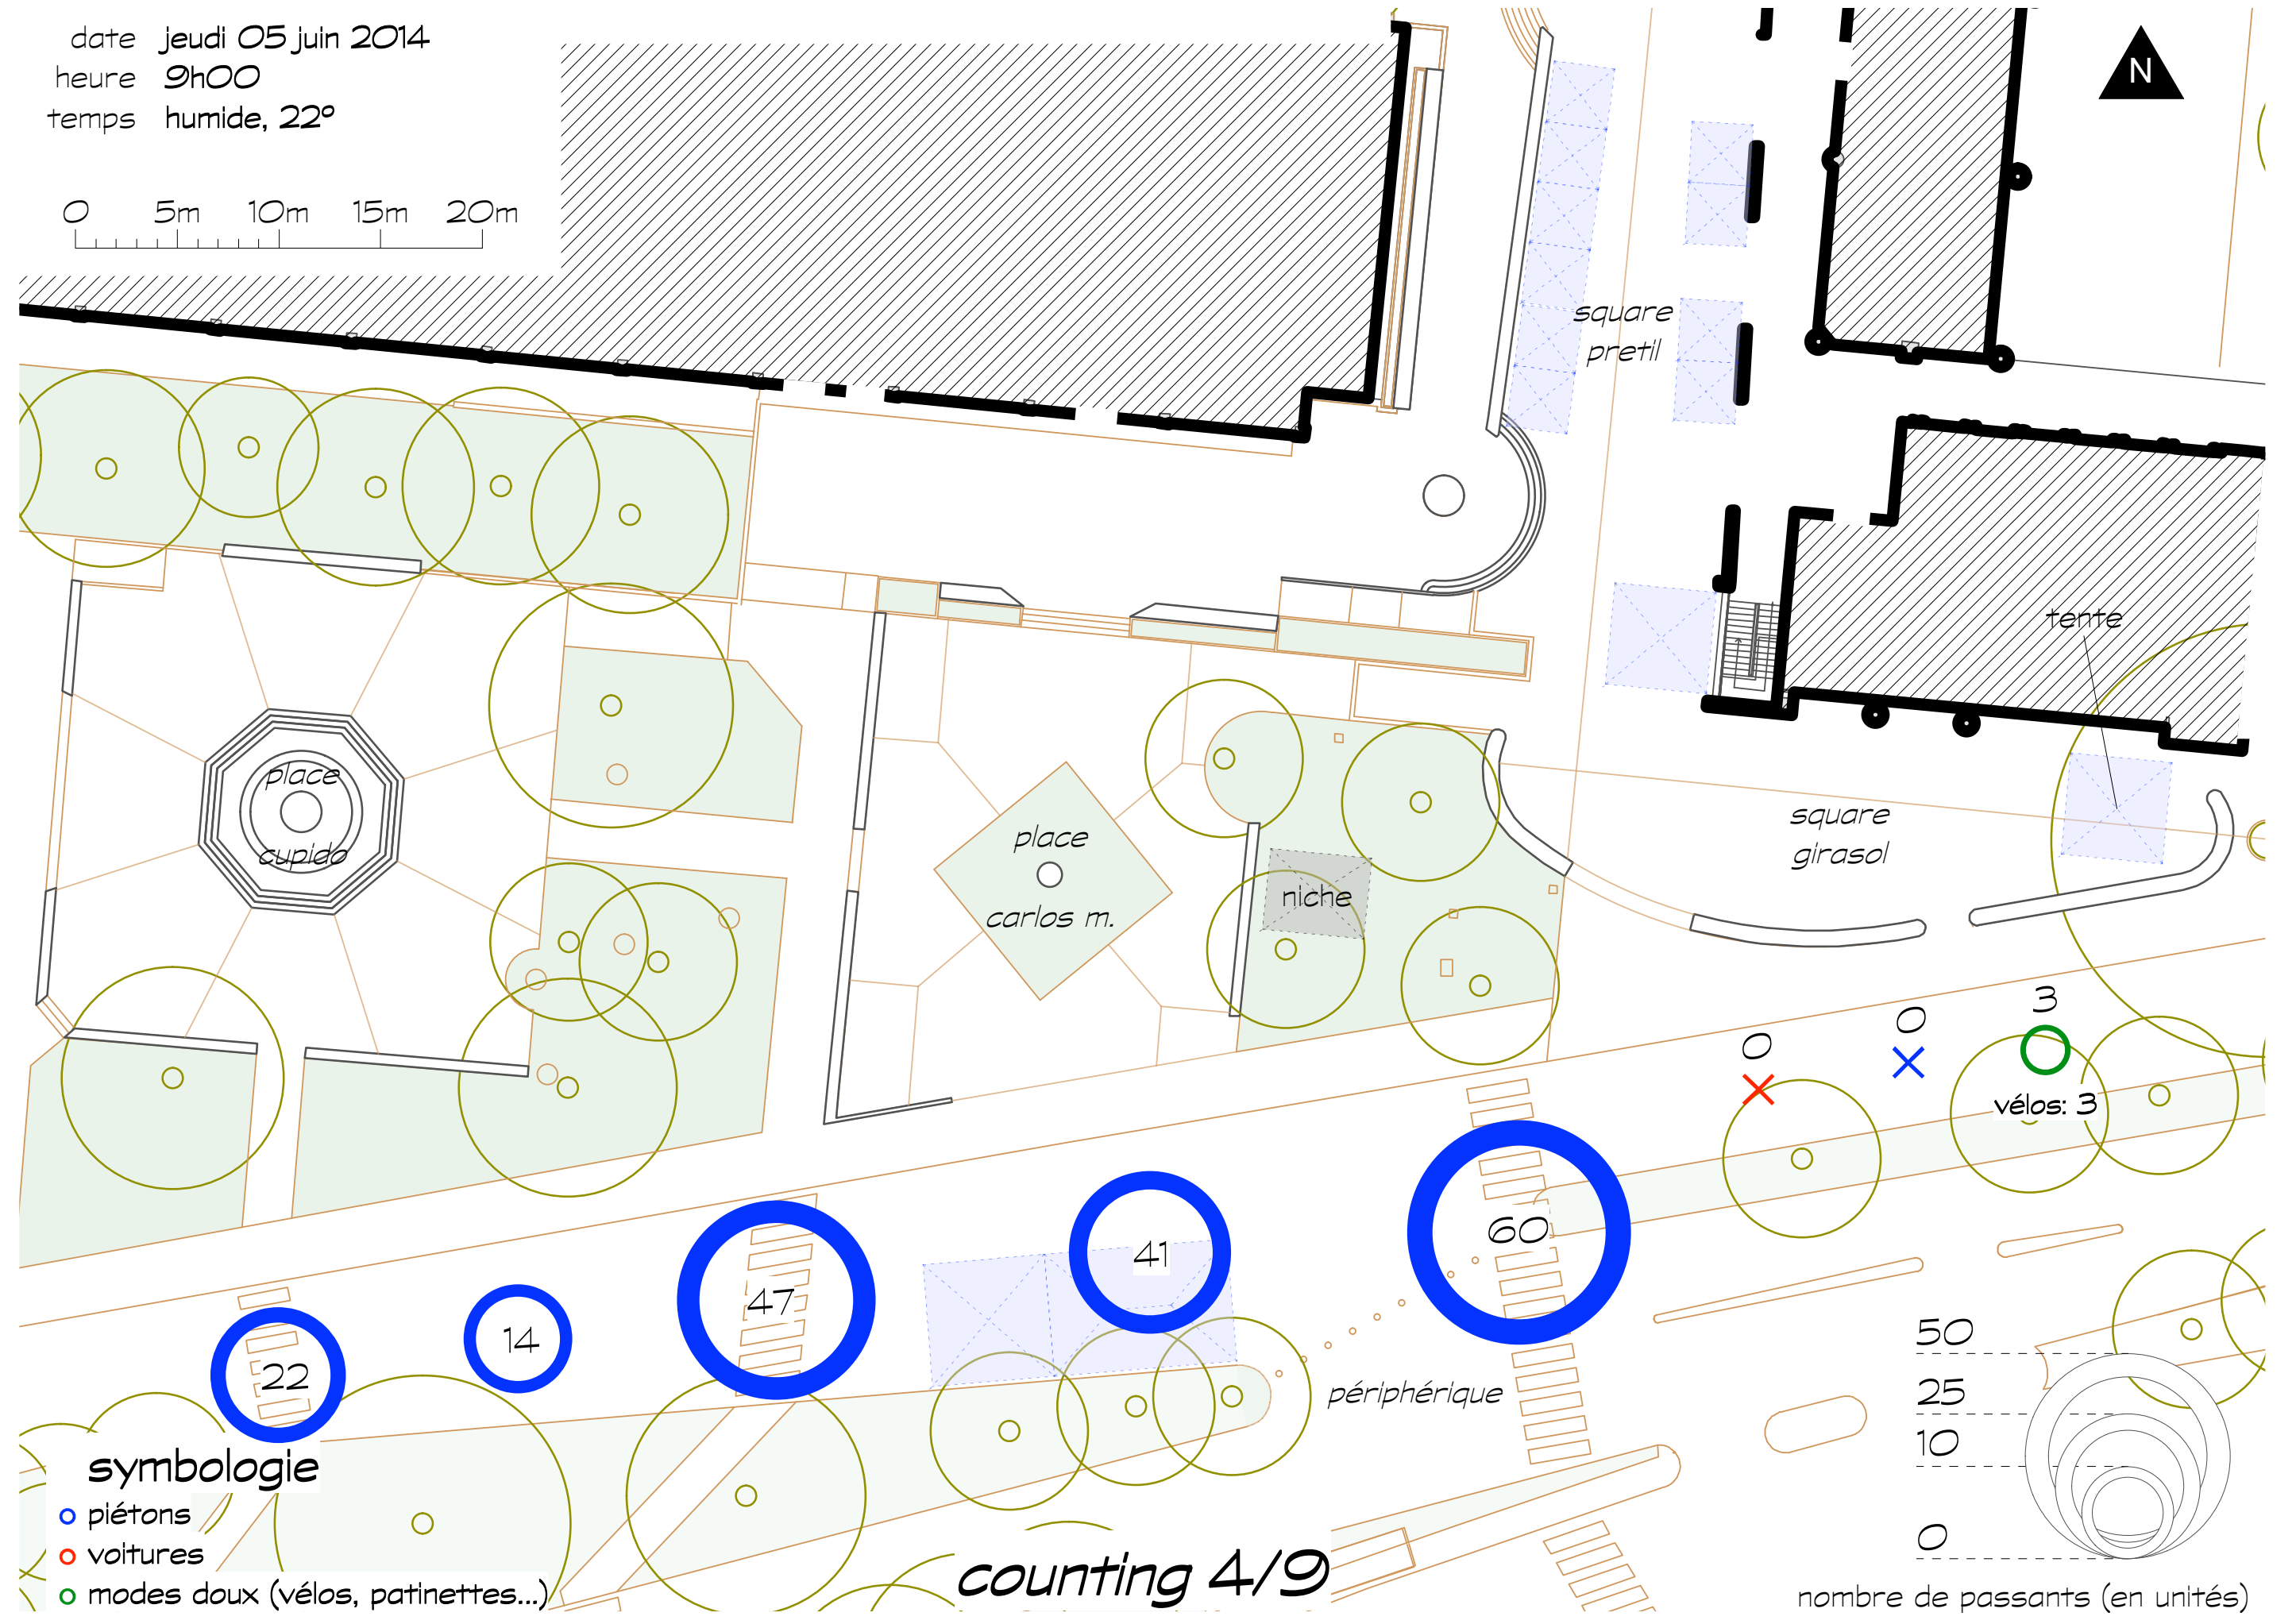 date jeudi 05 juin 2014
heure 9h00
temps humide, 22°
N
0 5m 10m 15m 20m
square
pretil
tente
place
cupido
place
carlos m.
niche
square
girasol
0
0
3
vélos: 3
22
14
47
41
60
périphérique
symbologie
piétons
voitures
modes doux (vélos, patinettes...)
counting 4/9
50
25
10
0
nombre de passants (en unités)